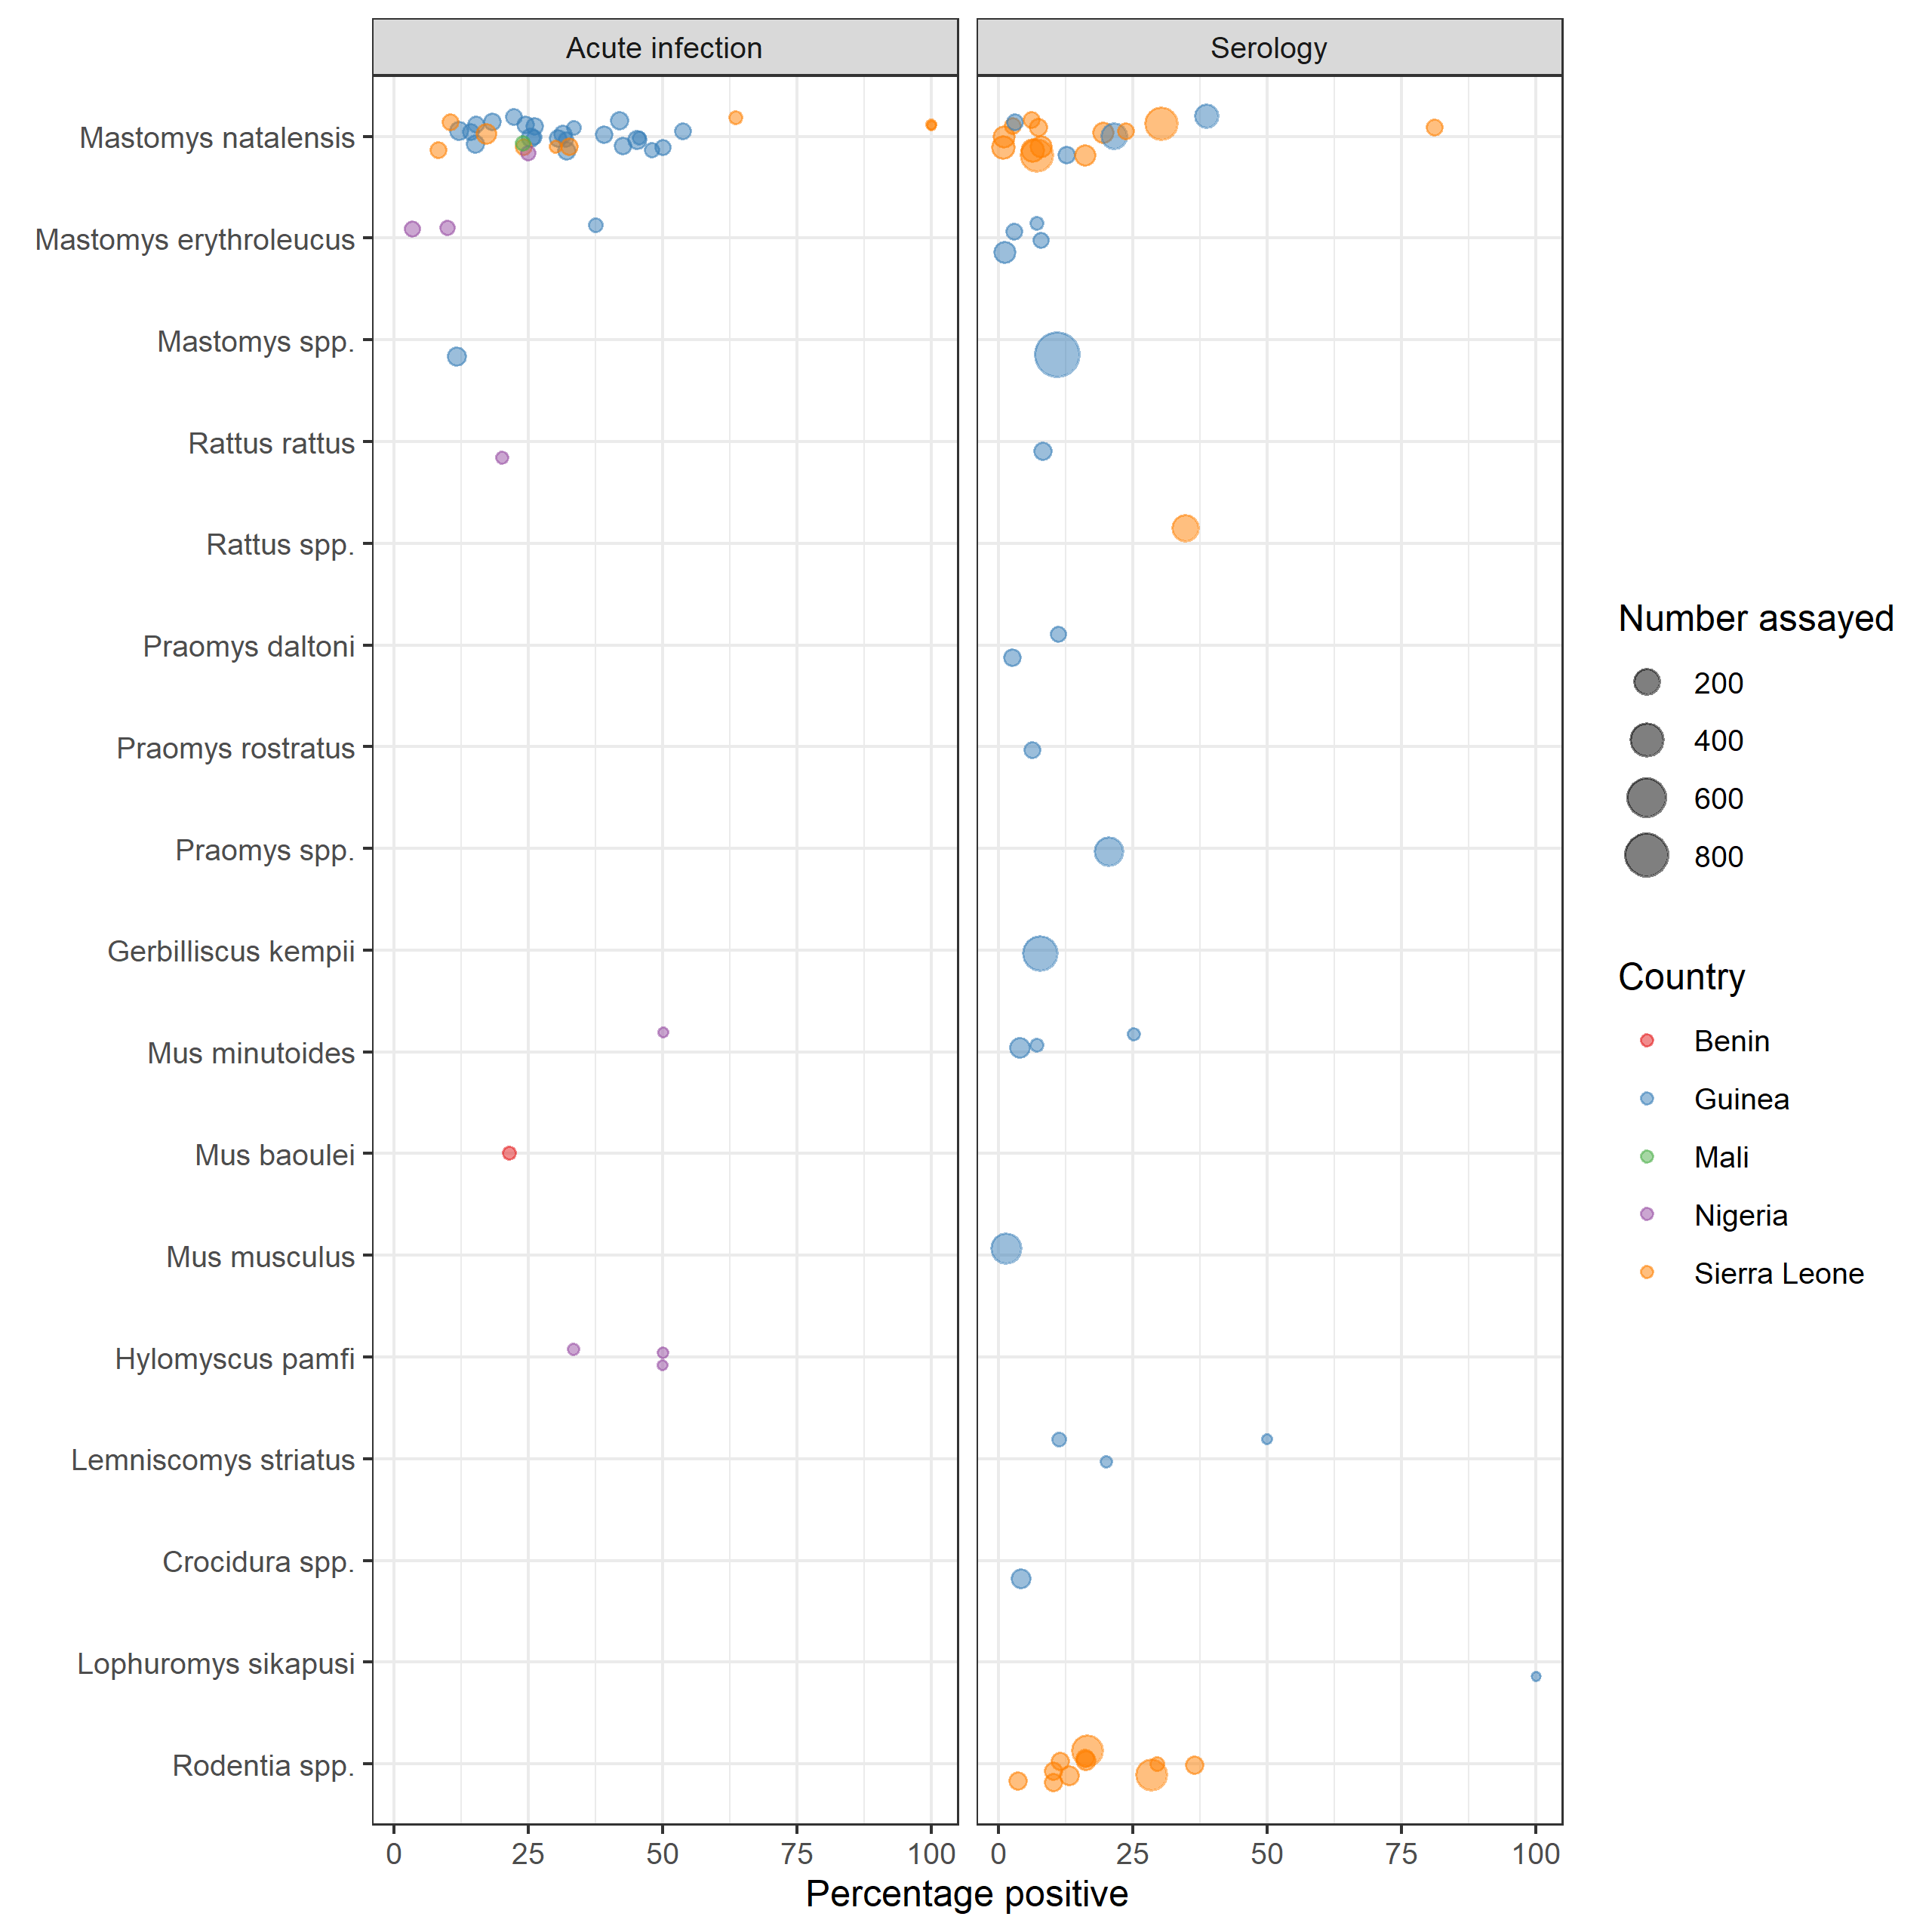 Acute infection
Serology
Mastomys natalensis
Mastomys erythroleucus
Mastomys spp.
Rattus rattus
Rattus spp.
Praomys daltoni
Praomys rostratus
Praomys spp.
Gerbilliscus kempii
Mus minutoides
Mus baoulei
Mus musculus
Hylomyscus pamfi
Lemniscomys striatus
Crocidura spp.
Lophuromys sikapusi
Rodentia spp.
0 25 50 75 100
0 25 50 75 100
Percentage positive
Number assayed
200
400
600
800
Country
Benin
Guinea
Mali
Nigeria
Sierra Leone